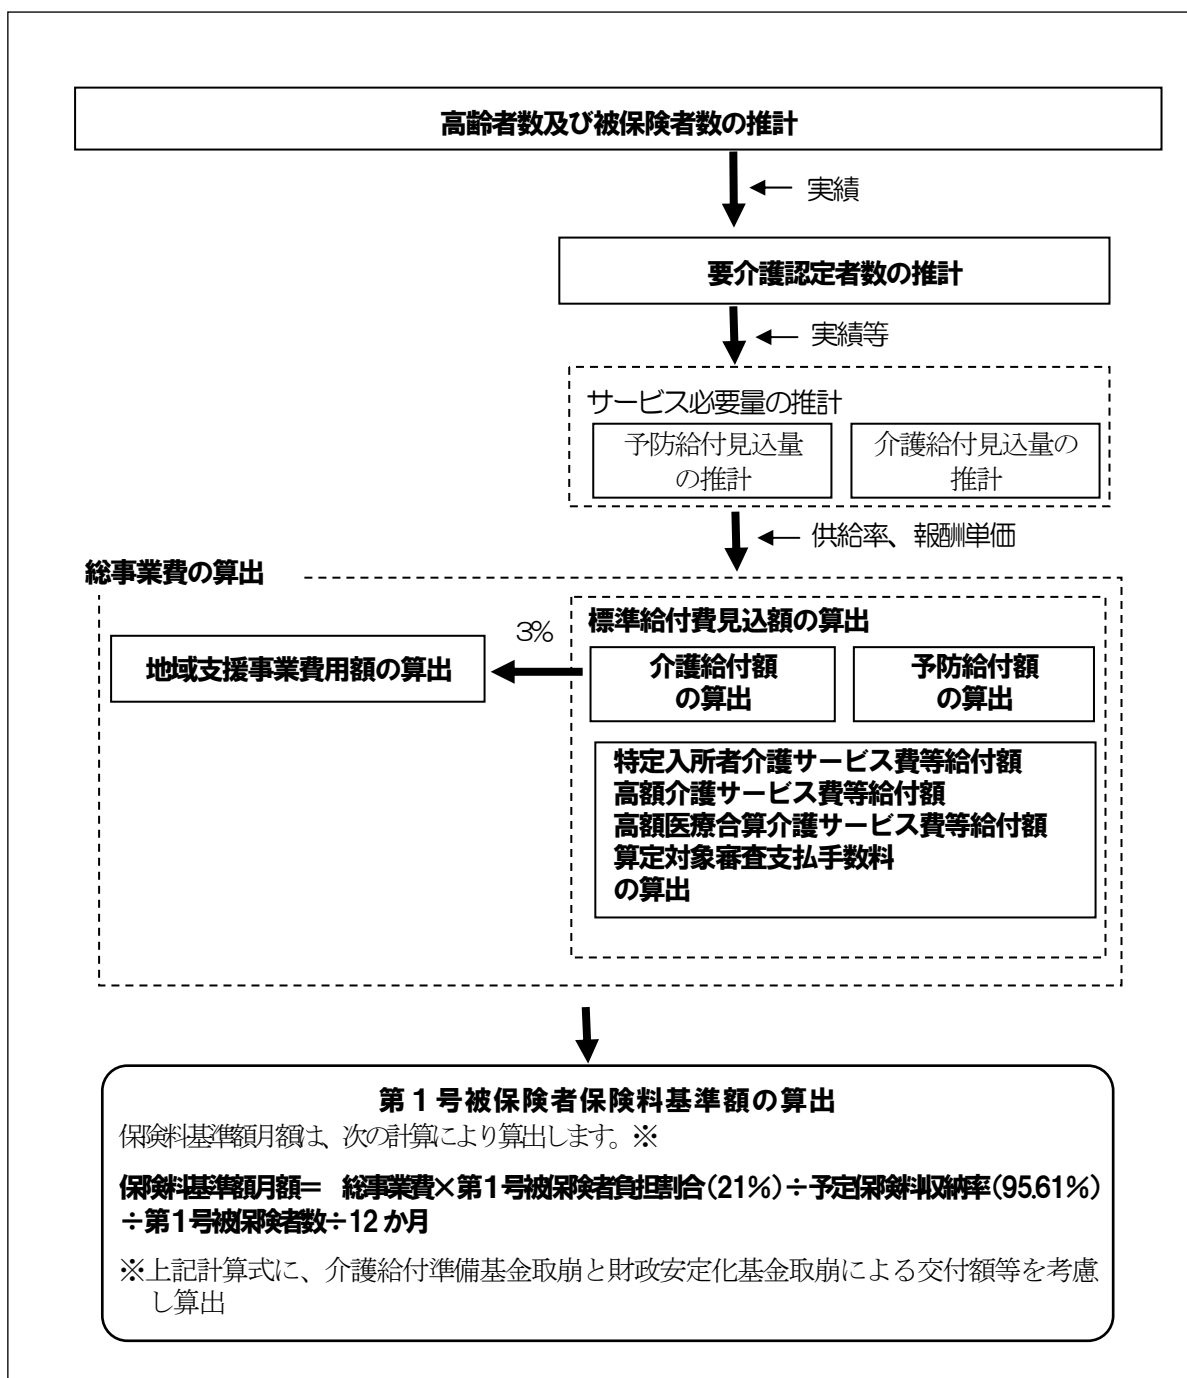 高齢者数及び被保険者数の推計
← 実績
要介護認定者数の推計
← 実績等
サービス必要量の推計
予防給付見込量
の推計
介護給付見込量の
推計
← 供給率、報酬単価
総事業費の算出
標準給付費見込額の算出
3%
地域支援事業費用額の算出
介護給付額
の算出
予防給付額
の算出
特定入所者介護サービス費等給付額
高額介護サービス費等給付額
高額医療合算介護サービス費等給付額
算定対象審査支払手数料
の算出
第1号被保険者保険料基準額の算出
保険料基準額月額は、次の計算により算出します。※
保険料基準額月額＝ 総事業費×第1号被保険者負担割合(21%)÷予定保険料収納率(95.61%)
÷第1号被保険者数÷12か月
※上記計算式に、介護給付準備基金取崩と財政安定化基金取崩による交付額等を考慮
し算出